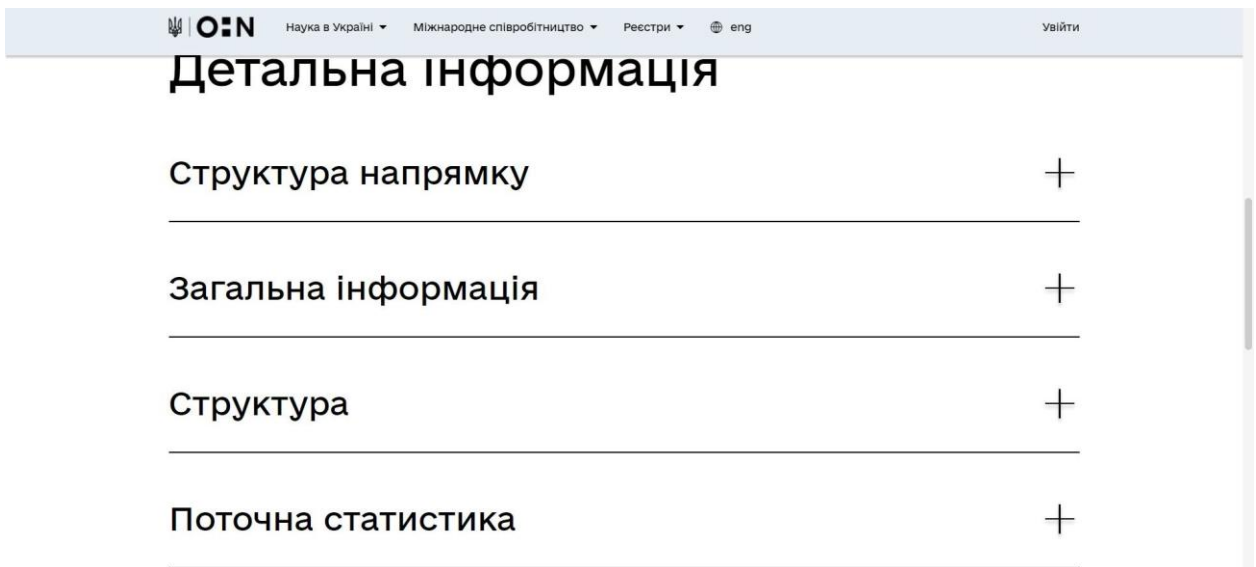 О:N Наука в Україні Міжнародне співробітництво Реєстри eng Увійти
Детальна інформація
Структура напрямку
Загальна інформація
Структура
Поточна статистика